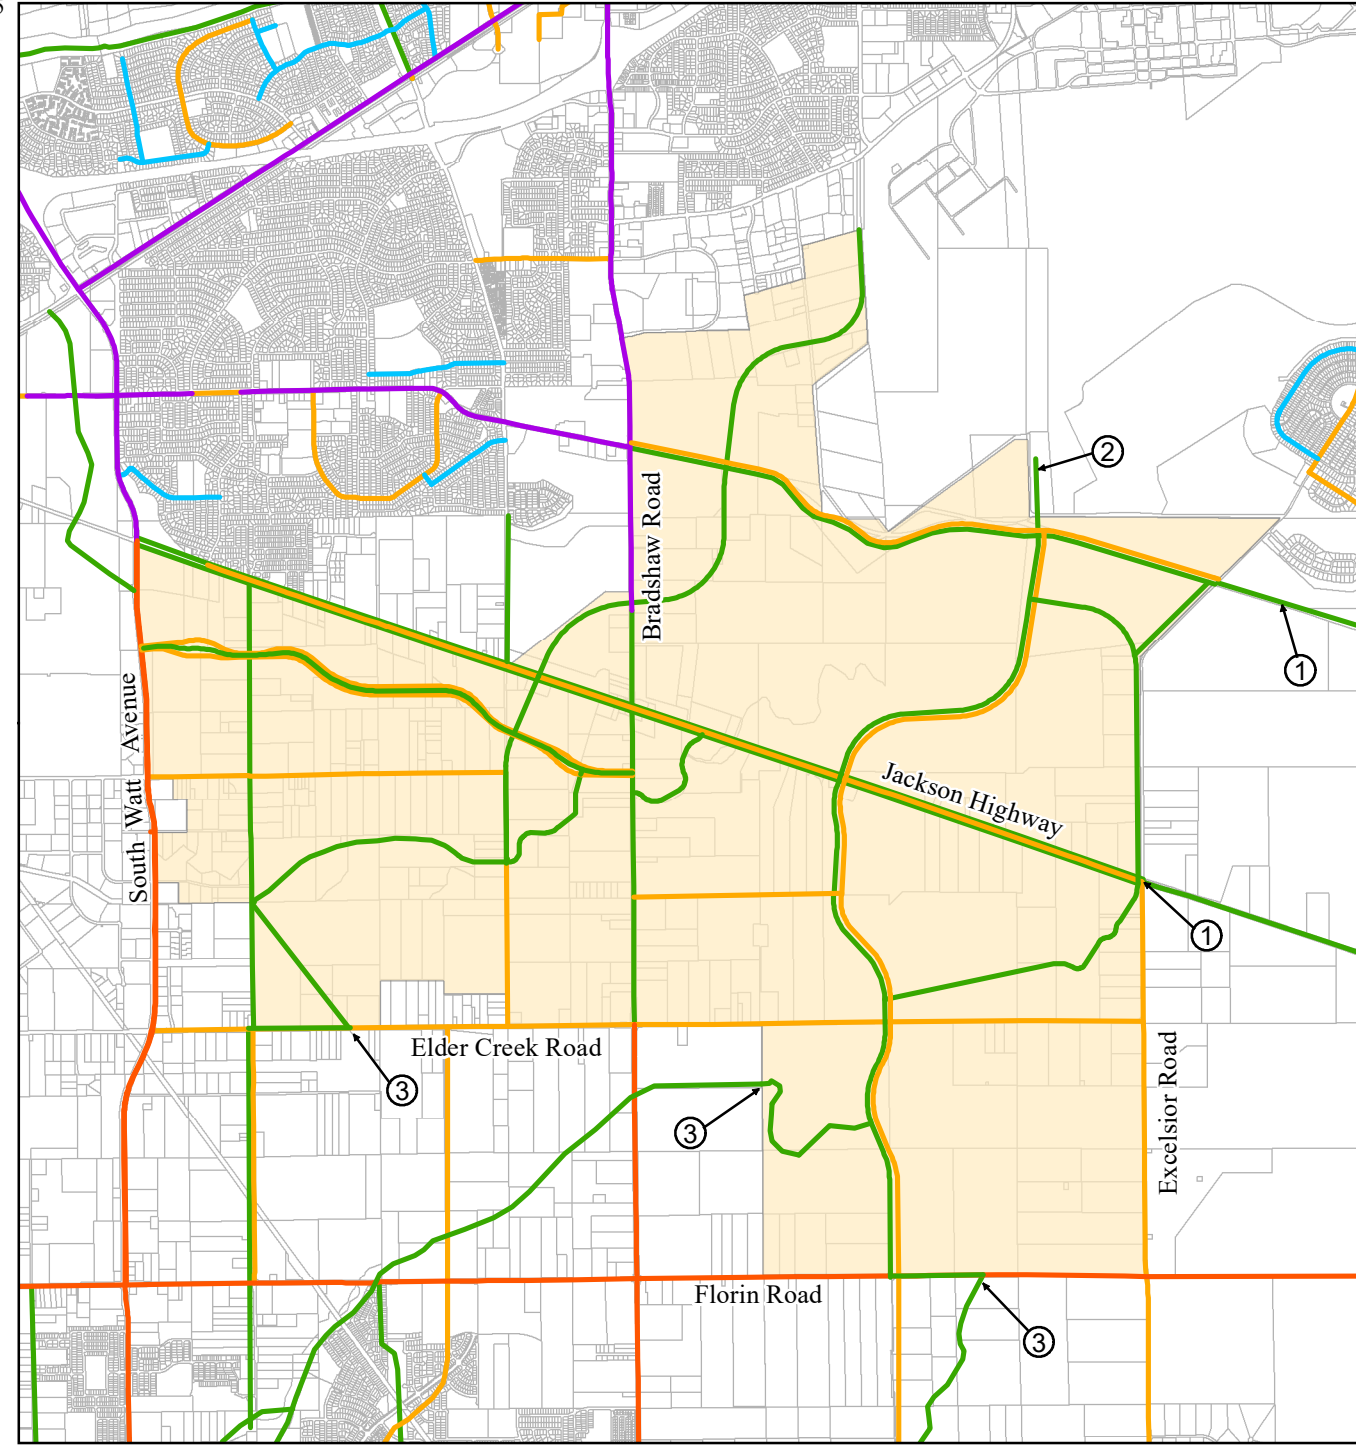 2
Bradshaw Road
1
South Watt Avenue
Jackson Highway
1
Elder Creek Road
3
3
Excelsior Road
Florin Road
3